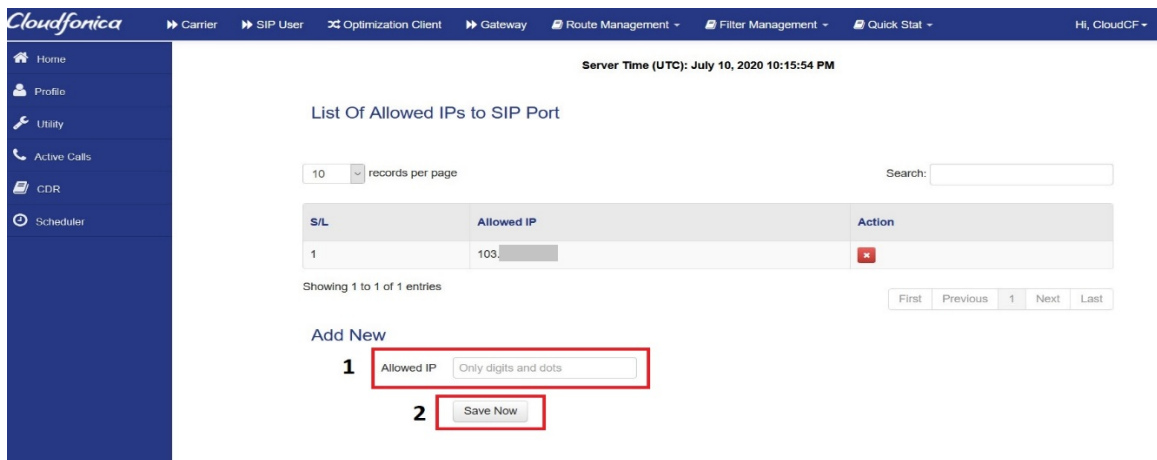 Cloudfonica Carrier SIP User Optimization Client Gateway Route Management Filter Management Quick Stat Hi, CloudCF
Home
Profile
Utility
Active Calls
CDR
Scheduler
Server Time (UTC): July 10, 2020 10:15:54 PM
List Of Allowed IPs to SIP Port
10 records per page Search:
S/L Allowed IP Action
1 103.
Showing 1 to 1 of 1 entries
First Previous 1 Next Last
Add New
1 Allowed IP Only digits and dots
2 Save Now